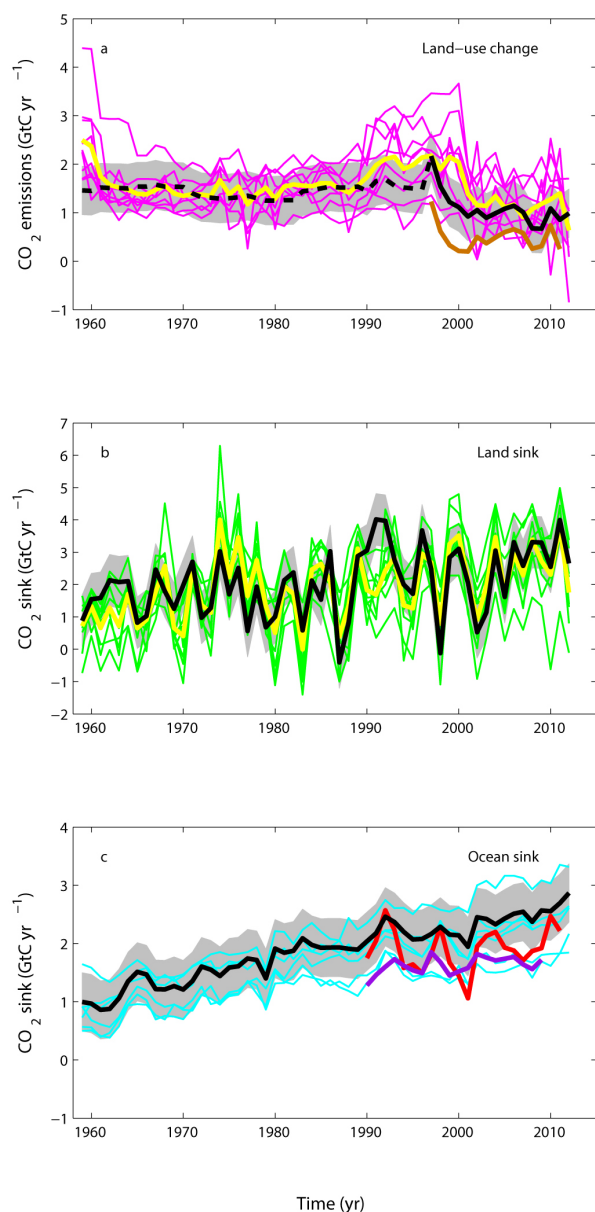 a
Land−use change
CO₂ emissions (GtC yr⁻¹)
5
4
3
2
1
0
−1
1960 1970 1980 1990 2000 2010
b
Land sink
CO₂ sink (GtC yr⁻¹)
7
6
5
4
3
2
1
0
−1
−2
1960 1970 1980 1990 2000 2010
c
Ocean sink
CO₂ sink (GtC yr⁻¹)
4
3
2
1
0
−1
1960 1970 1980 1990 2000 2010
Time (yr)